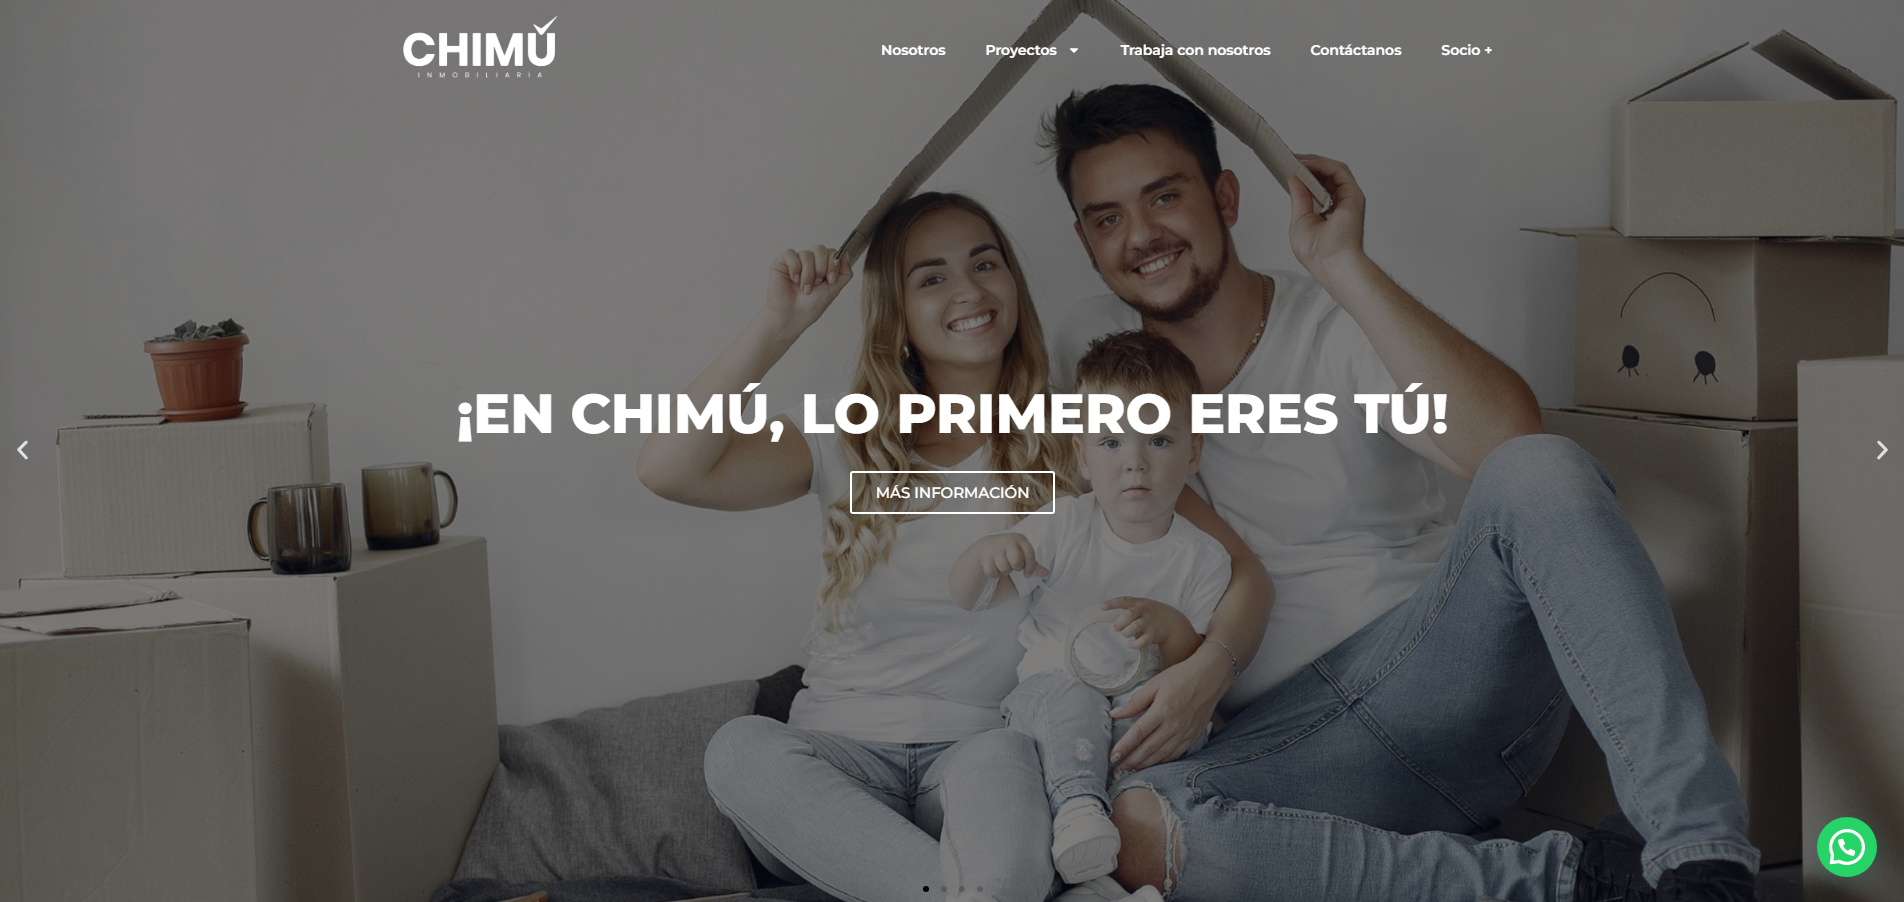 CHIMÚ
INMOBILIARIA
Nosotros
Proyectos
Trabaja con nosotros
Contáctanos
Socio +
¡EN CHIMÚ, LO PRIMERO ERES TÚ!
MÁS INFORMACIÓN